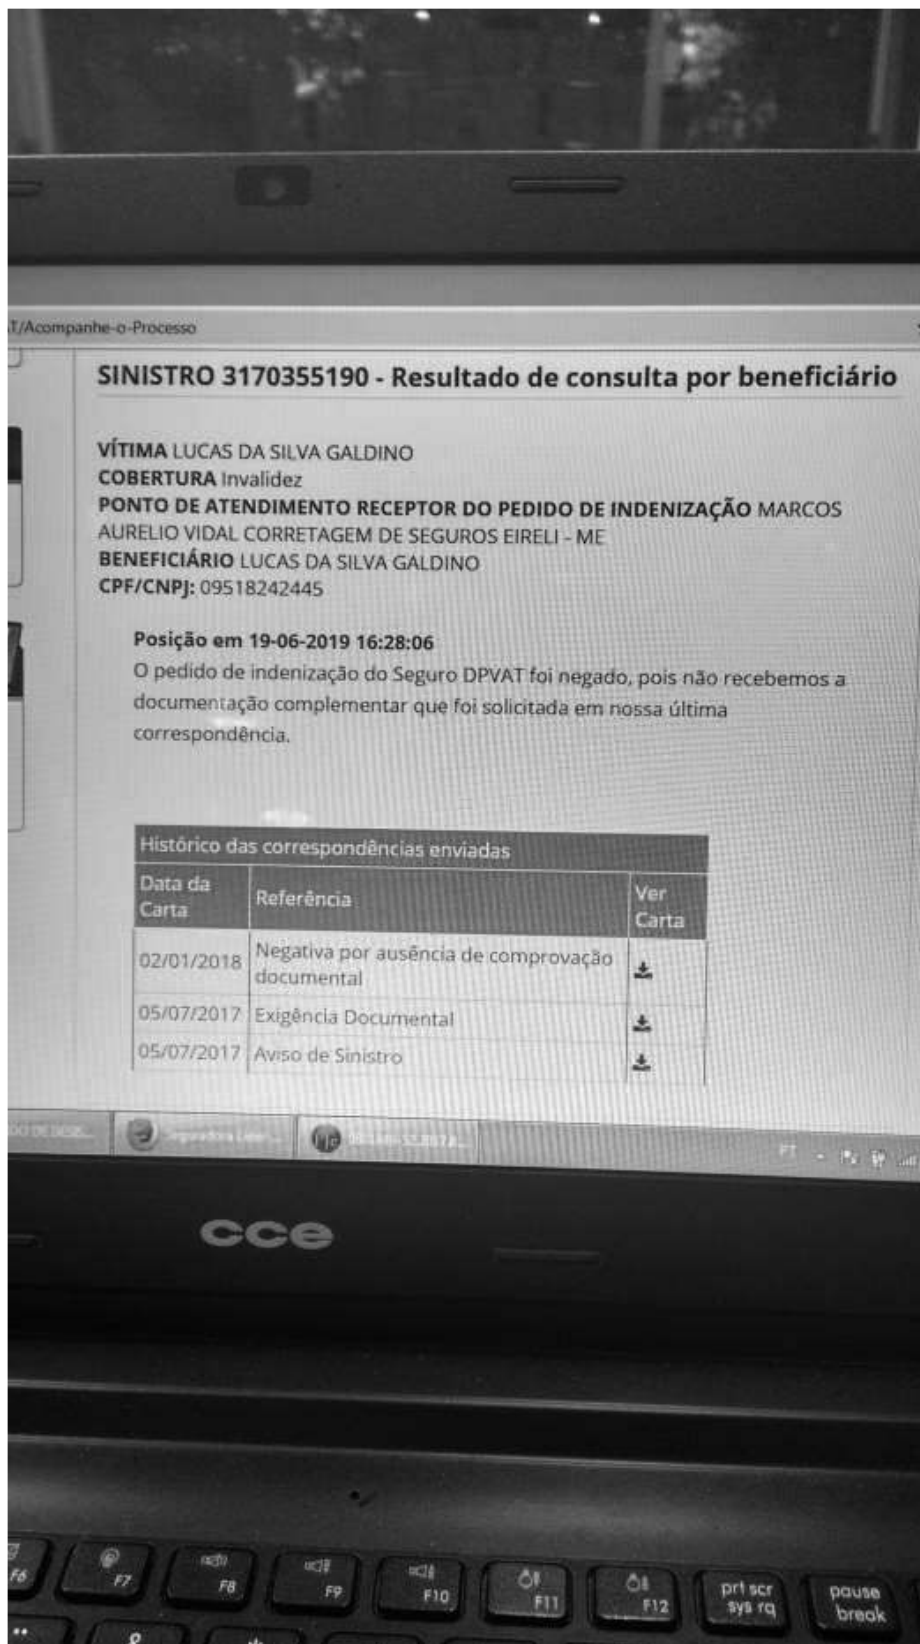 T/Acompanhe-o-Processo
SINISTRO 3170355190 - Resultado de consulta por beneficiário
VÍTIMA LUCAS DA SILVA GALDINO
COBERTURA Invalidez
PONTO DE ATENDIMENTO RECEPTOR DO PEDIDO DE INDENIZAÇÃO MARCOS
AURELIO VIDAL CORRETAGEM DE SEGUROS EIRELI - ME
BENEFICIÁRIO LUCAS DA SILVA GALDINO
CPF/CNPJ: 09518242445
Posição em 19-06-2019 16:28:06
O pedido de indenização do Seguro DPVAT foi negado, pois não recebemos a
documentação complementar que foi solicitada em nossa última
correspondência.
Histórico das correspondências enviadas
Data da Carta Referência Ver Carta
02/01/2018 Negativa por ausência de comprovação
documental
05/07/2017 Exigência Documental
05/07/2017 Aviso de Sinistro
PT
cce
F6 F7 F8 F9 F10 F11 F12 prt scr pause
sys rq break